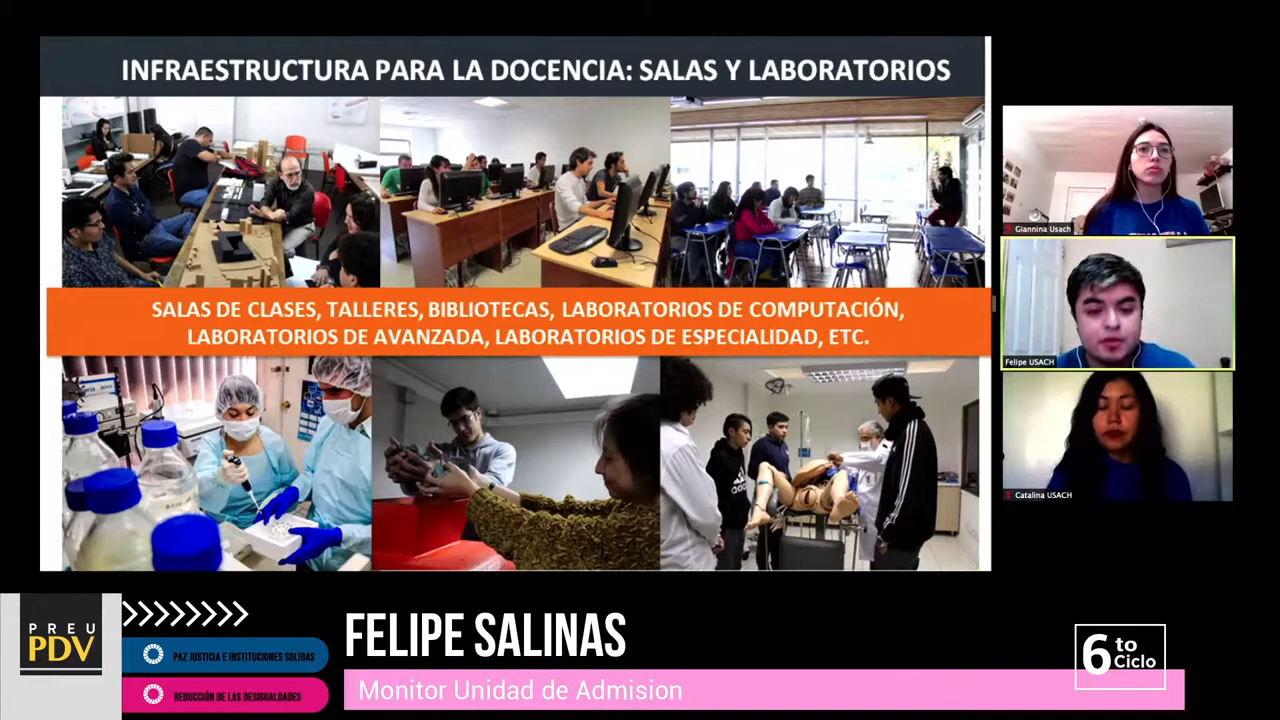 INFRAESTRUCTURA PARA LA DOCENCIA: SALAS Y LABORATORIOS
SALAS DE CLASES, TALLERES, BIBLIOTECAS, LABORATORIOS DE COMPUTACIÓN,
LABORATORIOS DE AVANZADA, LABORATORIOS DE ESPECIALIDAD, ETC.
Giannina Usach
Felipe USACH
Catalina USACH
PREU
PDV
PAZ JUSTICIA E INSTITUCIONES SOLIDAS
REDUCCIÓN DE LAS DESIGUALDADES
FELIPE SALINAS
Monitor Unidad de Admision
6to
Ciclo
adidas